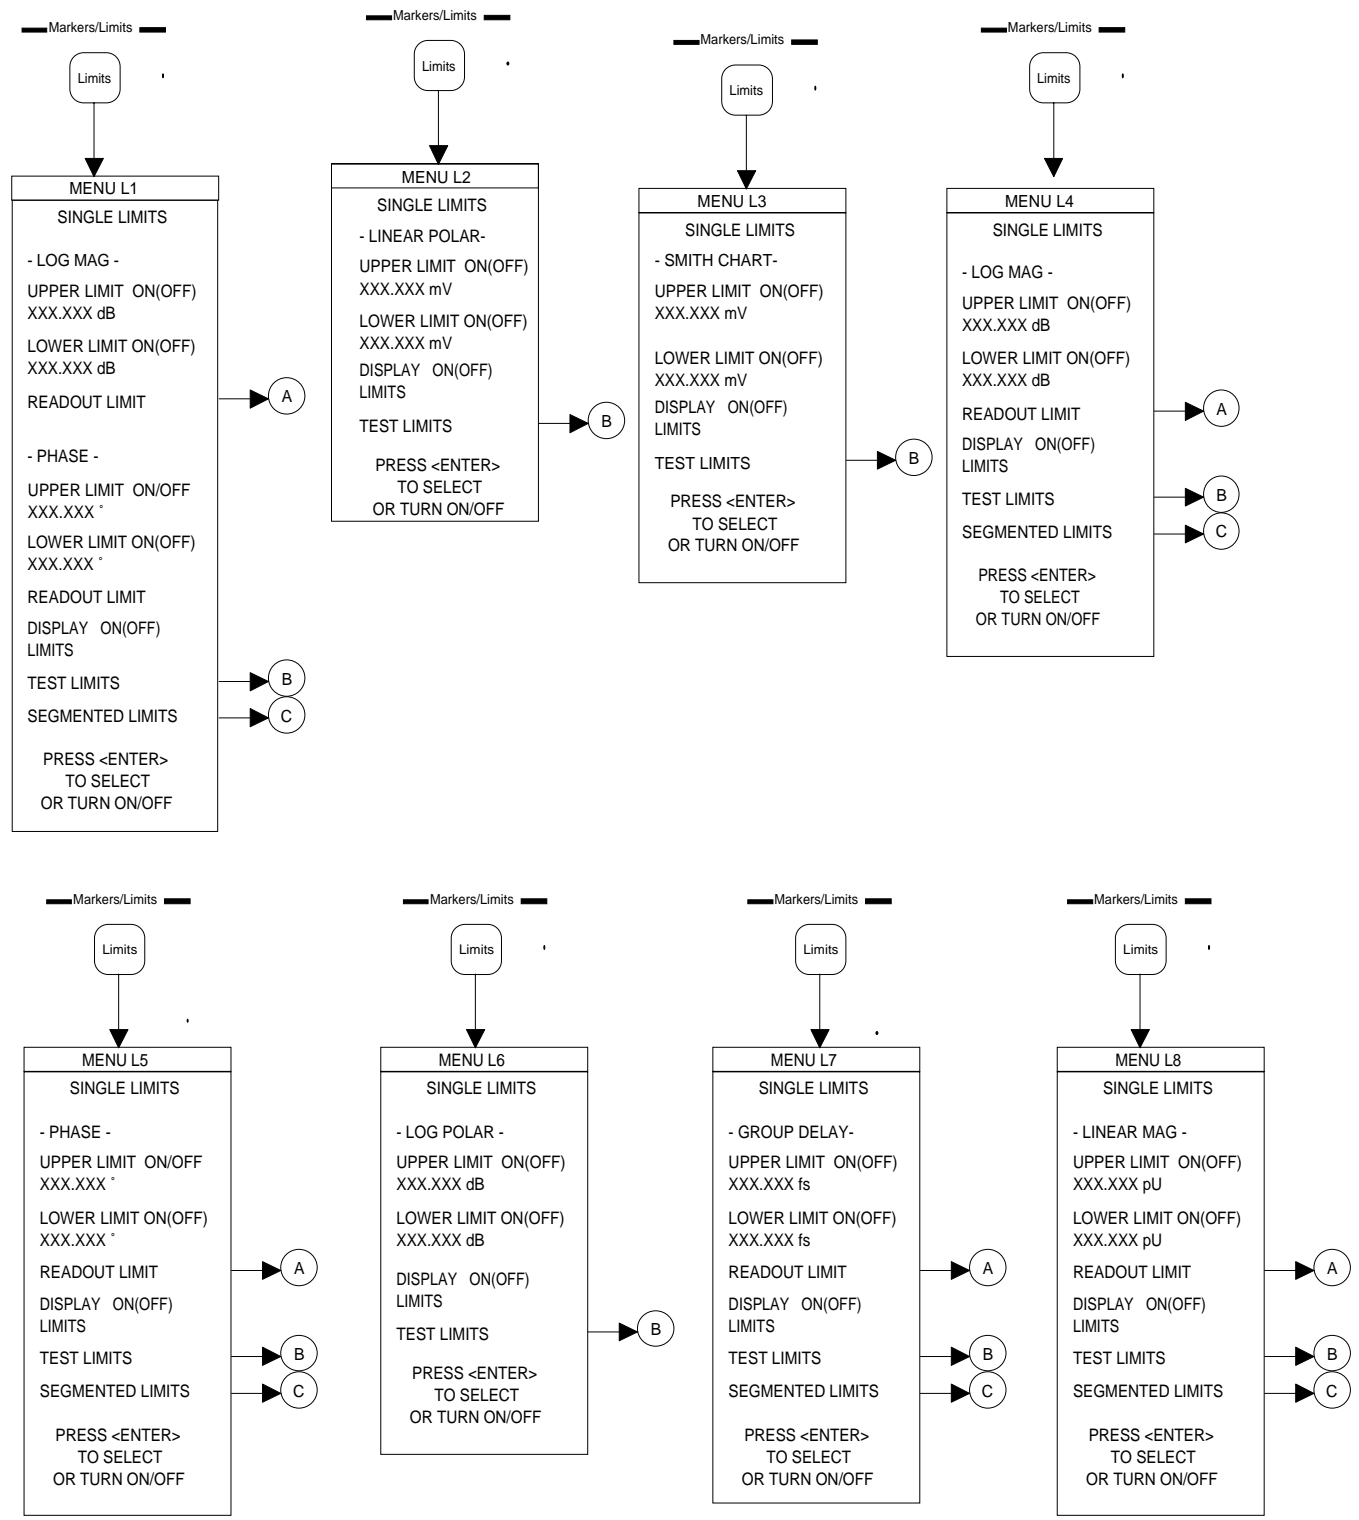 Markers/Limits
Limits
MENU L1
SINGLE LIMITS
- LOG MAG -
UPPER LIMIT ON(OFF)
XXX.XXX dB
LOWER LIMIT ON(OFF)
XXX.XXX dB
READOUT LIMIT
A
- PHASE -
UPPER LIMIT ON/OFF
XXX.XXX °
LOWER LIMIT ON(OFF)
XXX.XXX °
READOUT LIMIT
DISPLAY ON(OFF)
LIMITS
TEST LIMITS
B
SEGMENTED LIMITS
C
PRESS <ENTER>
TO SELECT
OR TURN ON/OFF
Markers/Limits
Limits
MENU L2
SINGLE LIMITS
- LINEAR POLAR-
UPPER LIMIT ON(OFF)
XXX.XXX mV
LOWER LIMIT ON(OFF)
XXX.XXX mV
DISPLAY ON(OFF)
LIMITS
TEST LIMITS
B
PRESS <ENTER>
TO SELECT
OR TURN ON/OFF
Markers/Limits
Limits
MENU L3
SINGLE LIMITS
- SMITH CHART-
UPPER LIMIT ON(OFF)
XXX.XXX mV
LOWER LIMIT ON(OFF)
XXX.XXX mV
DISPLAY ON(OFF)
LIMITS
TEST LIMITS
B
PRESS <ENTER>
TO SELECT
OR TURN ON/OFF
Markers/Limits
Limits
MENU L4
SINGLE LIMITS
- LOG MAG -
UPPER LIMIT ON(OFF)
XXX.XXX dB
LOWER LIMIT ON(OFF)
XXX.XXX dB
READOUT LIMIT
A
DISPLAY ON(OFF)
LIMITS
TEST LIMITS
B
SEGMENTED LIMITS
C
PRESS <ENTER>
TO SELECT
OR TURN ON/OFF
Markers/Limits
Limits
MENU L5
SINGLE LIMITS
- PHASE -
UPPER LIMIT ON/OFF
XXX.XXX °
LOWER LIMIT ON(OFF)
XXX.XXX °
READOUT LIMIT
A
DISPLAY ON(OFF)
LIMITS
TEST LIMITS
B
SEGMENTED LIMITS
C
PRESS <ENTER>
TO SELECT
OR TURN ON/OFF
Markers/Limits
Limits
MENU L6
SINGLE LIMITS
- LOG POLAR -
UPPER LIMIT ON(OFF)
XXX.XXX dB
LOWER LIMIT ON(OFF)
XXX.XXX dB
DISPLAY ON(OFF)
LIMITS
TEST LIMITS
B
PRESS <ENTER>
TO SELECT
OR TURN ON/OFF
Markers/Limits
Limits
MENU L7
SINGLE LIMITS
- GROUP DELAY-
UPPER LIMIT ON(OFF)
XXX.XXX fs
LOWER LIMIT ON(OFF)
XXX.XXX fs
READOUT LIMIT
A
DISPLAY ON(OFF)
LIMITS
TEST LIMITS
B
SEGMENTED LIMITS
C
PRESS <ENTER>
TO SELECT
OR TURN ON/OFF
Markers/Limits
Limits
MENU L8
SINGLE LIMITS
- LINEAR MAG -
UPPER LIMIT ON(OFF)
XXX.XXX pU
LOWER LIMIT ON(OFF)
XXX.XXX pU
READOUT LIMIT
A
DISPLAY ON(OFF)
LIMITS
TEST LIMITS
B
SEGMENTED LIMITS
C
PRESS <ENTER>
TO SELECT
OR TURN ON/OFF